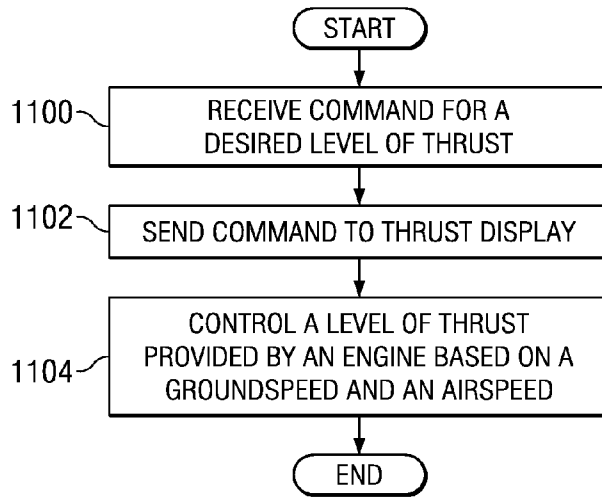 START
1100
RECEIVE COMMAND FOR A
DESIRED LEVEL OF THRUST
1102
SEND COMMAND TO THRUST DISPLAY
1104
CONTROL A LEVEL OF THRUST
PROVIDED BY AN ENGINE BASED ON A
GROUNDSPEED AND AN AIRSPEED
END